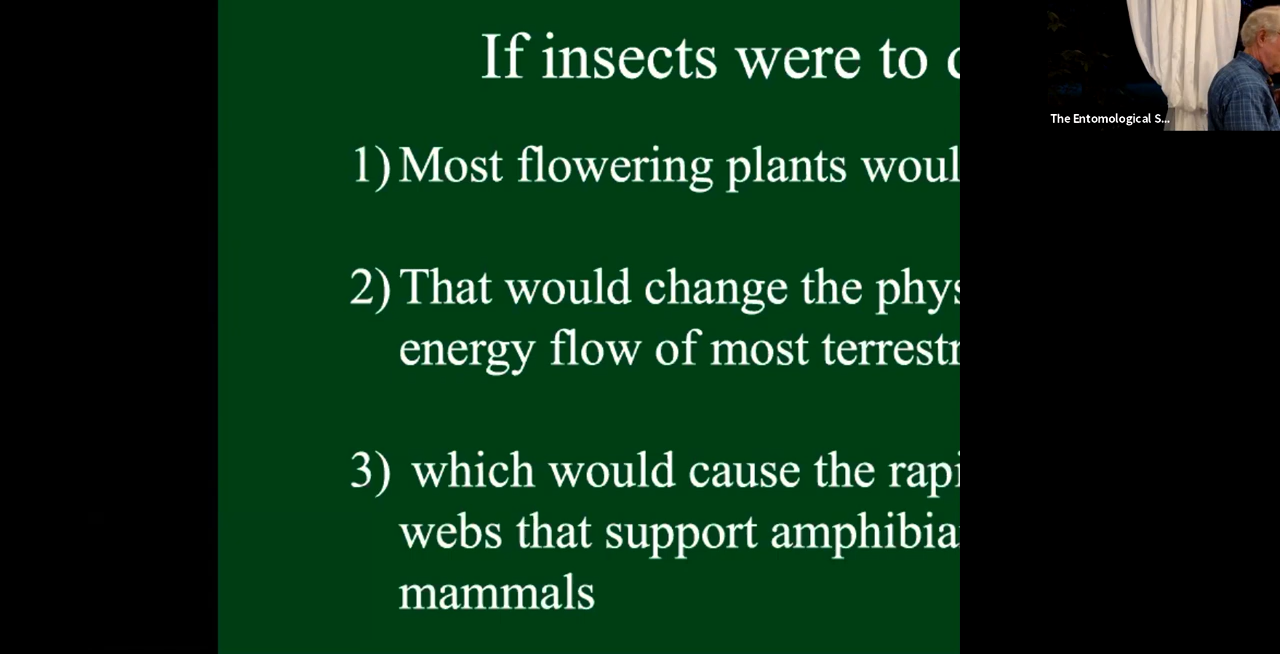 If insects were to
1) Most flowering plants woul
2) That would change the phys
energy flow of most terrestr
3) which would cause the rapi
webs that support amphibia
mammals
The Entomological S...